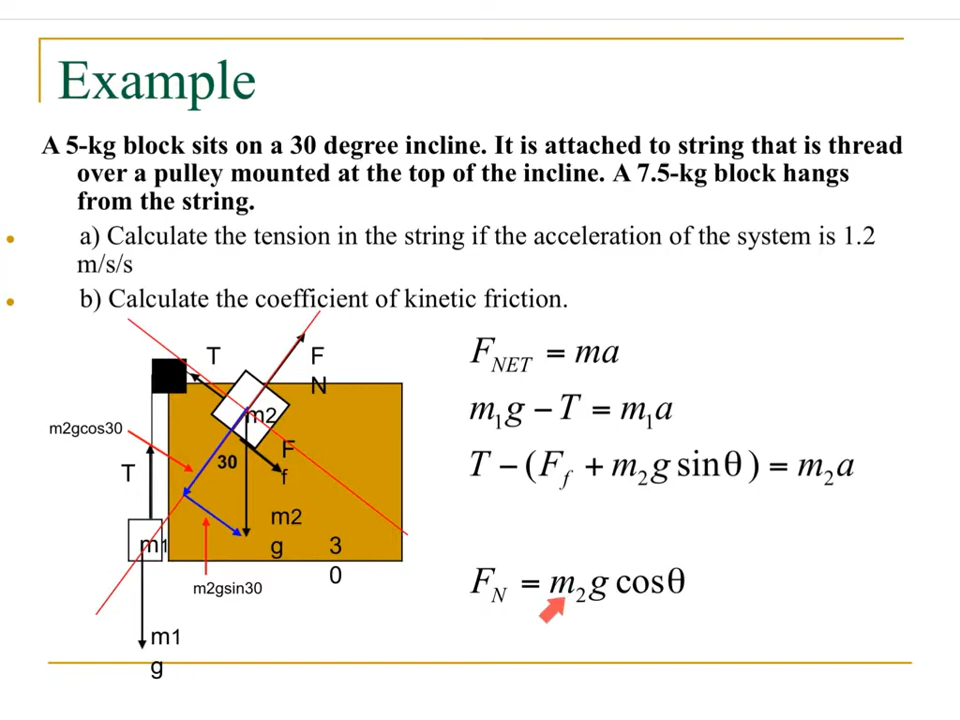 Example
A 5-kg block sits on a 30 degree incline. It is attached to string that is thread
over a pulley mounted at the top of the incline. A 7.5-kg block hangs
from the string.
a) Calculate the tension in the string if the acceleration of the system is 1.2
m/s/s
b) Calculate the coefficient of kinetic friction.
T
F
N
m2
m2gcos30
F
f
30
T
m2
g
m1
3
0
m2gsin30
m1
g
F_NET = ma
m₁g − T = m₁a
T − (F_f + m₂g sinθ) = m₂a
F_N = m₂g cosθ